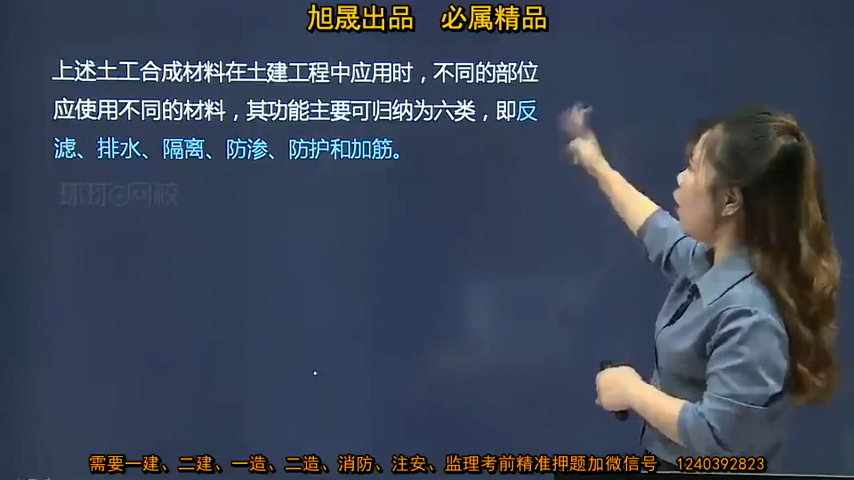 旭晟出品 必属精品
上述土工合成材料在土建工程中应用时，不同的部位
应使用不同的材料，其功能主要可归纳为六类，即反
滤、排水、隔离、防渗、防护和加筋。
环球e网校
需要一建、二建、一造、二造、消防、注安、监理考前精准押题加微信号 1240392823